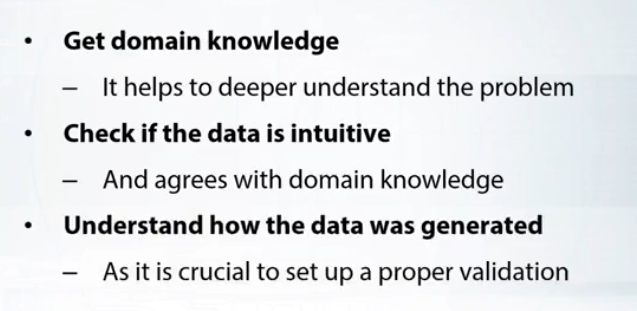 • Get domain knowledge
– It helps to deeper understand the problem
• Check if the data is intuitive
– And agrees with domain knowledge
• Understand how the data was generated
– As it is crucial to set up a proper validation